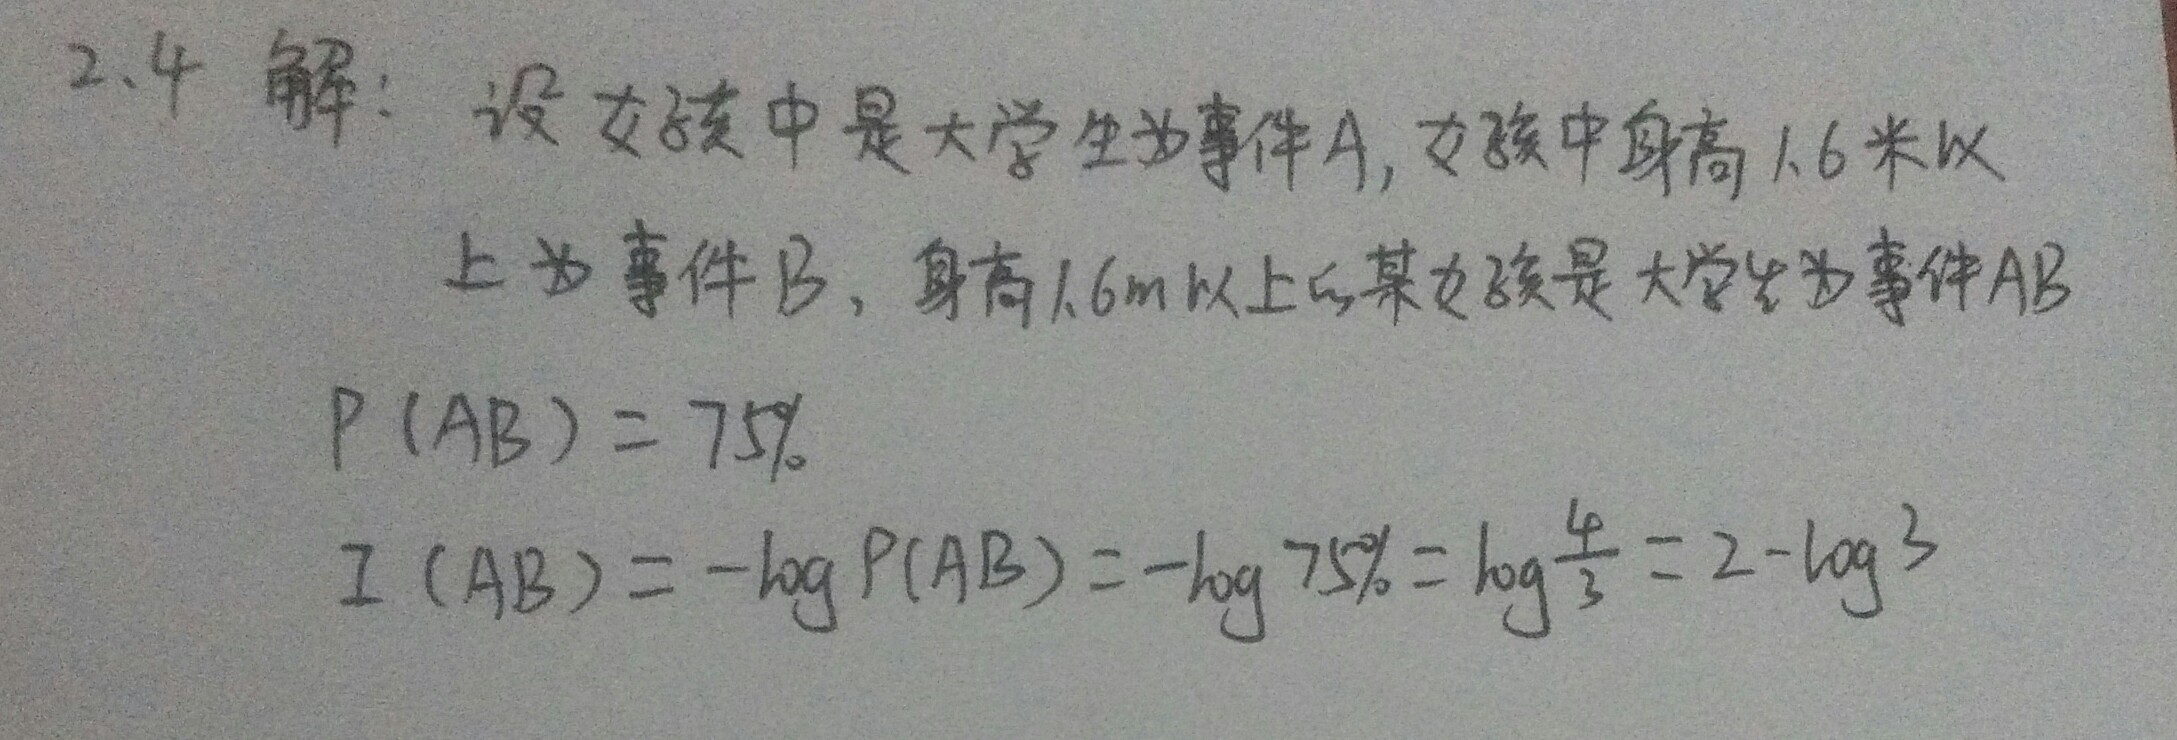 2.4 解: 设女孩中是大学生为事件A,女孩中身高1.6米以
上为事件B、身高1.6m以上的某女孩是大学生为事件AB
P(AB)=75%
I(AB)=-log P(AB)=-log 75%=log 4/3=2-log 3